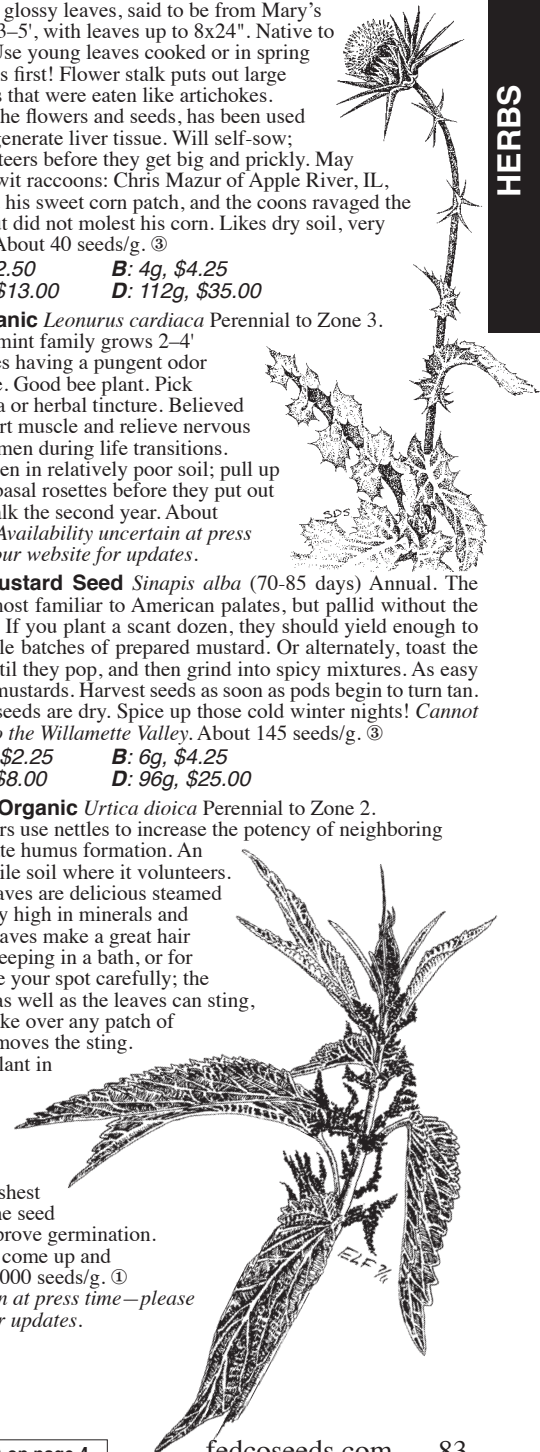 HERBS
glossy leaves, said to be from Mary's
3–5', with leaves up to 8x24". Native to
Use young leaves cooked or in spring
s first! Flower stalk puts out large
s that were eaten like artichokes.
he flowers and seeds, has been used
generate liver tissue. Will self-sow;
teers before they get big and prickly. May
wit raccoons: Chris Mazur of Apple River, IL,
his sweet corn patch, and the coons ravaged the
ut did not molest his corn. Likes dry soil, very
About 40 seeds/g. ③
2.50 B: 4g, $4.25
$13.00 D: 112g, $35.00
anic Leonurus cardiaca Perennial to Zone 3.
mint family grows 2–4'
es having a pungent odor
e. Good bee plant. Pick
a or herbal tincture. Believed
rt muscle and relieve nervous
men during life transitions.
en in relatively poor soil; pull up
basal rosettes before they put out
alk the second year. About
Availability uncertain at press
our website for updates.
SDS
ustard Seed Sinapis alba (70-85 days) Annual. The
most familiar to American palates, but pallid without the
If you plant a scant dozen, they should yield enough to
le batches of prepared mustard. Or alternately, toast the
til they pop, and then grind into spicy mixtures. As easy
mustards. Harvest seeds as soon as pods begin to turn tan.
seeds are dry. Spice up those cold winter nights! Cannot
o the Willamette Valley. About 145 seeds/g. ③
$2.25 B: 6g, $4.25
$8.00 D: 96g, $25.00
Organic Urtica dioica Perennial to Zone 2.
rs use nettles to increase the potency of neighboring
te humus formation. An
ile soil where it volunteers.
aves are delicious steamed
y high in minerals and
aves make a great hair
eeping in a bath, or for
e your spot carefully; the
as well as the leaves can sting,
ke over any patch of
moves the sting.
lant in
shest
ne seed
prove germination.
come up and
000 seeds/g. ①
n at press time—please
r updates.
ELF
on page 4
fedcoseeds.com 83